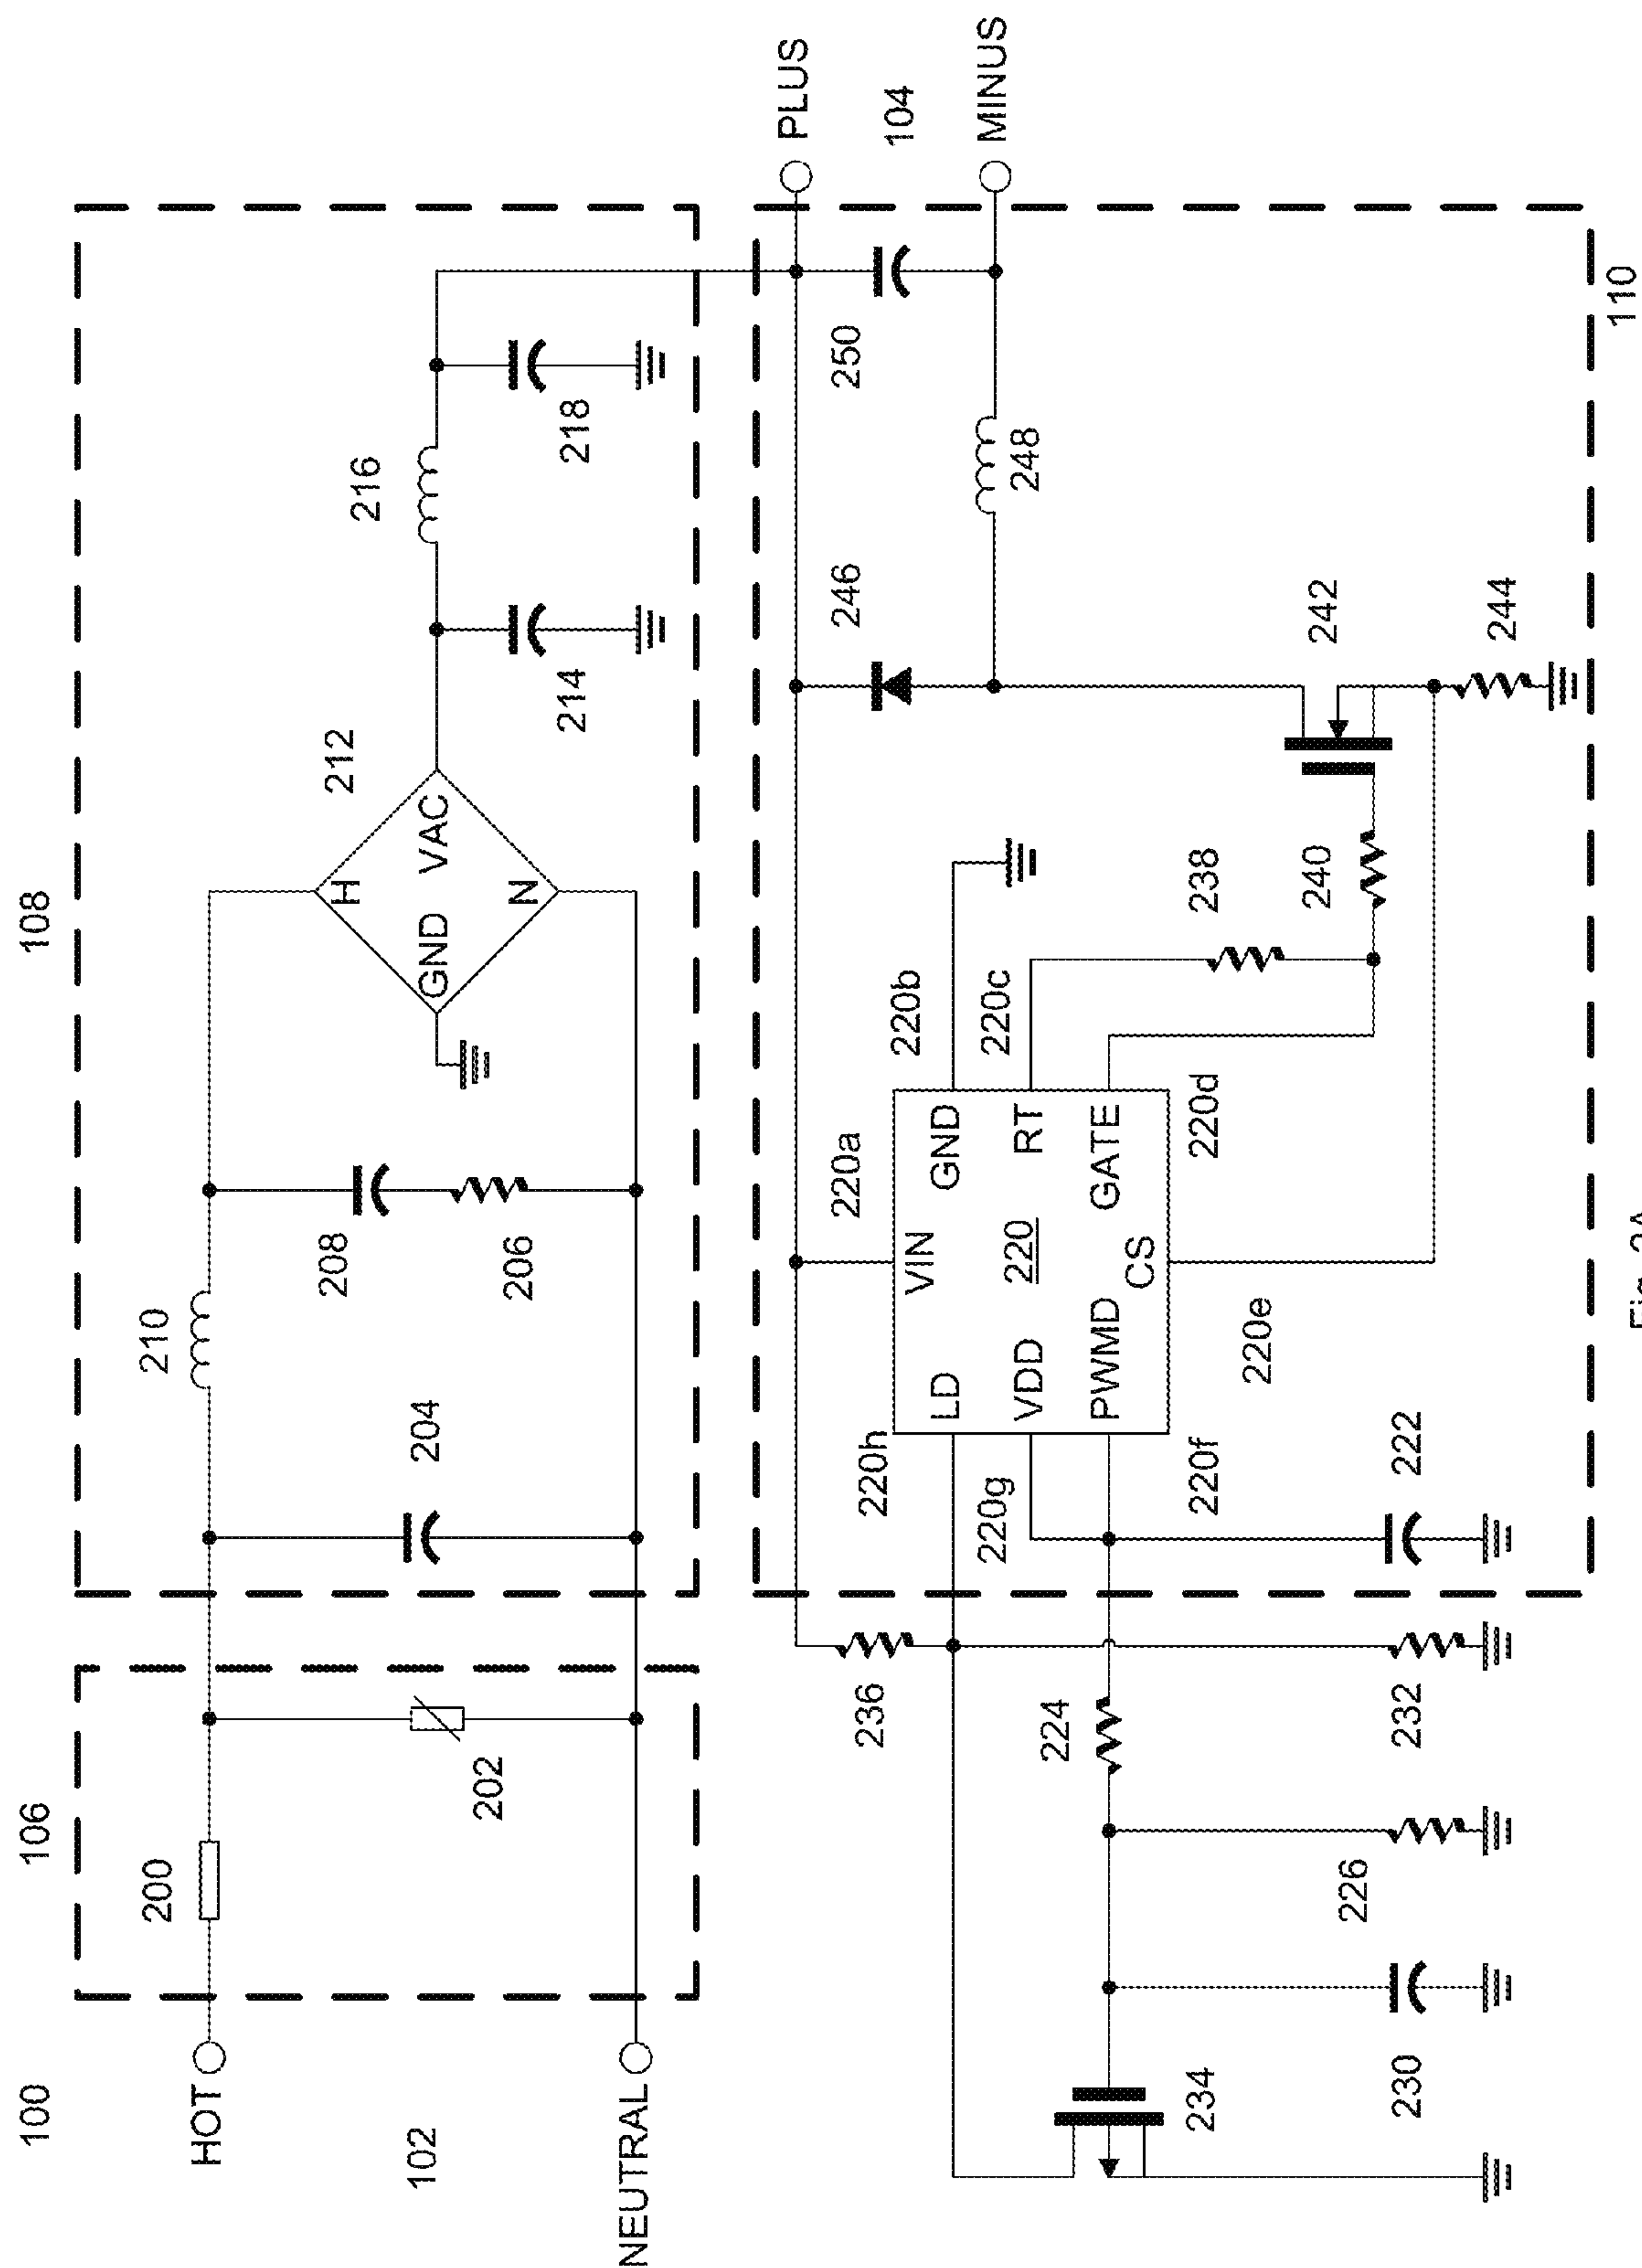 100
106
108
HOT
102
NEUTRAL
200
202
204
210
208
206
H
GND VAC
N
212
214
216
218
PLUS
104
MINUS
110
236
232
224
226
230
234
220h
220g
220f
222
LD
VDD
PWMD
VIN
220
CS
GND
RT
GATE
220a
220b
220c
220d
220e
238
240
242
244
246
248
250